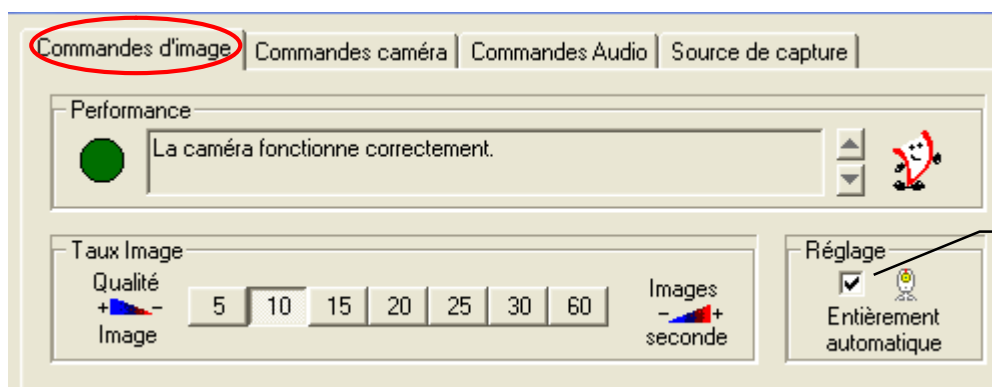 Commandes d'image Commandes caméra Commandes Audio Source de capture
Performance
La caméra fonctionne correctement.
Taux Image Réglage
Qualité
+ -
Image
5 10 15 20 25 30 60
Images
- +
seconde
Entièrement
automatique